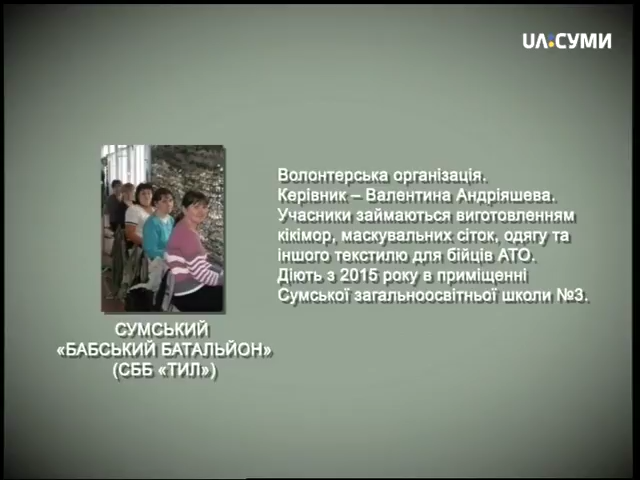 UA:СУМИ
Волонтерська організація.
Керівник – Валентина Андріяшева.
Учасники займаються виготовленням
кікімор, маскувальних сіток, одягу та
іншого текстилю для бійців АТО.
Діють з 2015 року в приміщенні
Сумської загальноосвітньої школи №3.
СУМСЬКИЙ
«БАБСЬКИЙ БАТАЛЬЙОН»
(СББ «ТИЛ»)